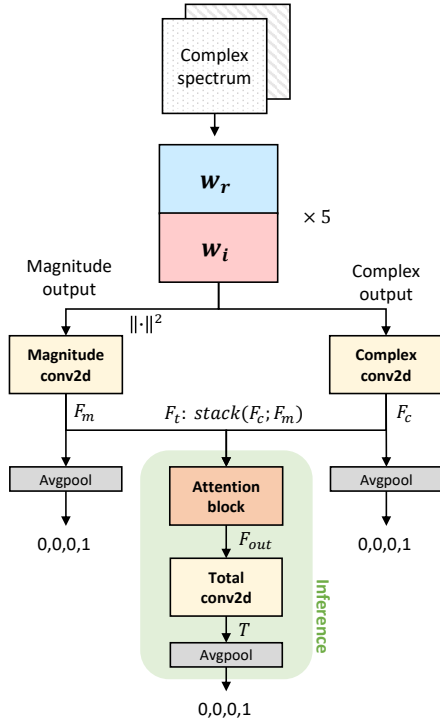 Complex
spectrum
w_r
w_i
× 5
Magnitude
output
Complex
output
‖·‖²
Magnitude
conv2d
Complex
conv2d
F_m
F_t: stack(F_c; F_m)
F_c
Avgpool
Attention
block
Avgpool
0,0,0,1
F_out
0,0,0,1
Total
conv2d
Inference
T
Avgpool
0,0,0,1